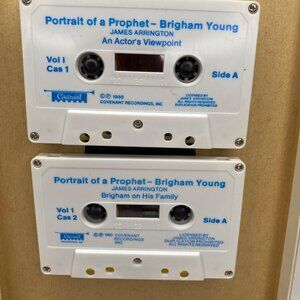 Portrait of a Prophet – Brigham Young
JAMES ARRINGTON
An Actor's Viewpoint
Vol I
Cas 1
Side A
Covenant
©℗ 1980
COVENANT RECORDINGS, INC
LICENSED BY
JAMES ARRINGTON
ALL RIGHTS RESERVED
DUPLICATION PROHIBITED
Portrait of a Prophet – Brigham Young
JAMES ARRINGTON
Brigham on His Family
Vol 1
Cas 2
Side A
Covenant
COVENANT
RECORDINGS
INC
LICENSED BY
JAMES ARRINGTON
DUPLICATION PROHIBITED
ALL RIGHTS RESERVED